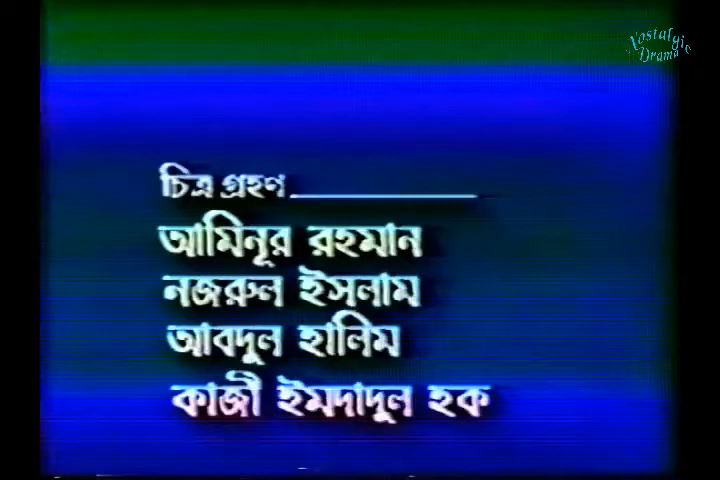 Nostalgic
Drama
চিত্র গ্রহণ
আমিনূর রহমান
নজরুল ইসলাম
আবদুল হালিম
কাজী ইমদাদুল হক